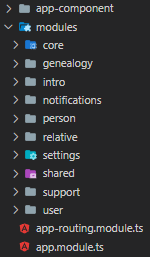 app-component
modules
core
genealogy
intro
notifications
person
relative
settings
shared
support
user
app-routing.module.ts
app.module.ts